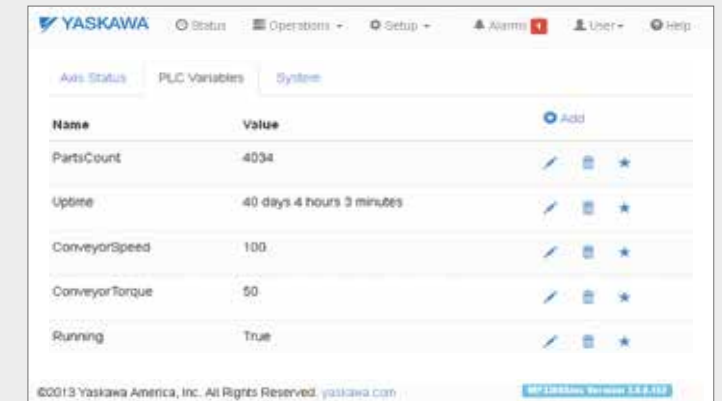 YASKAWA Status Operations Setup Alarms User Help
Axis Status PLC Variables System
Name Value Add
PartsCount 4034
Uptime 40 days 4 hours 3 minutes
ConveyorSpeed 100
ConveyorTorque 50
Running True
©2013 Yaskawa America, Inc. All Rights Reserved. yaskawa.com Version